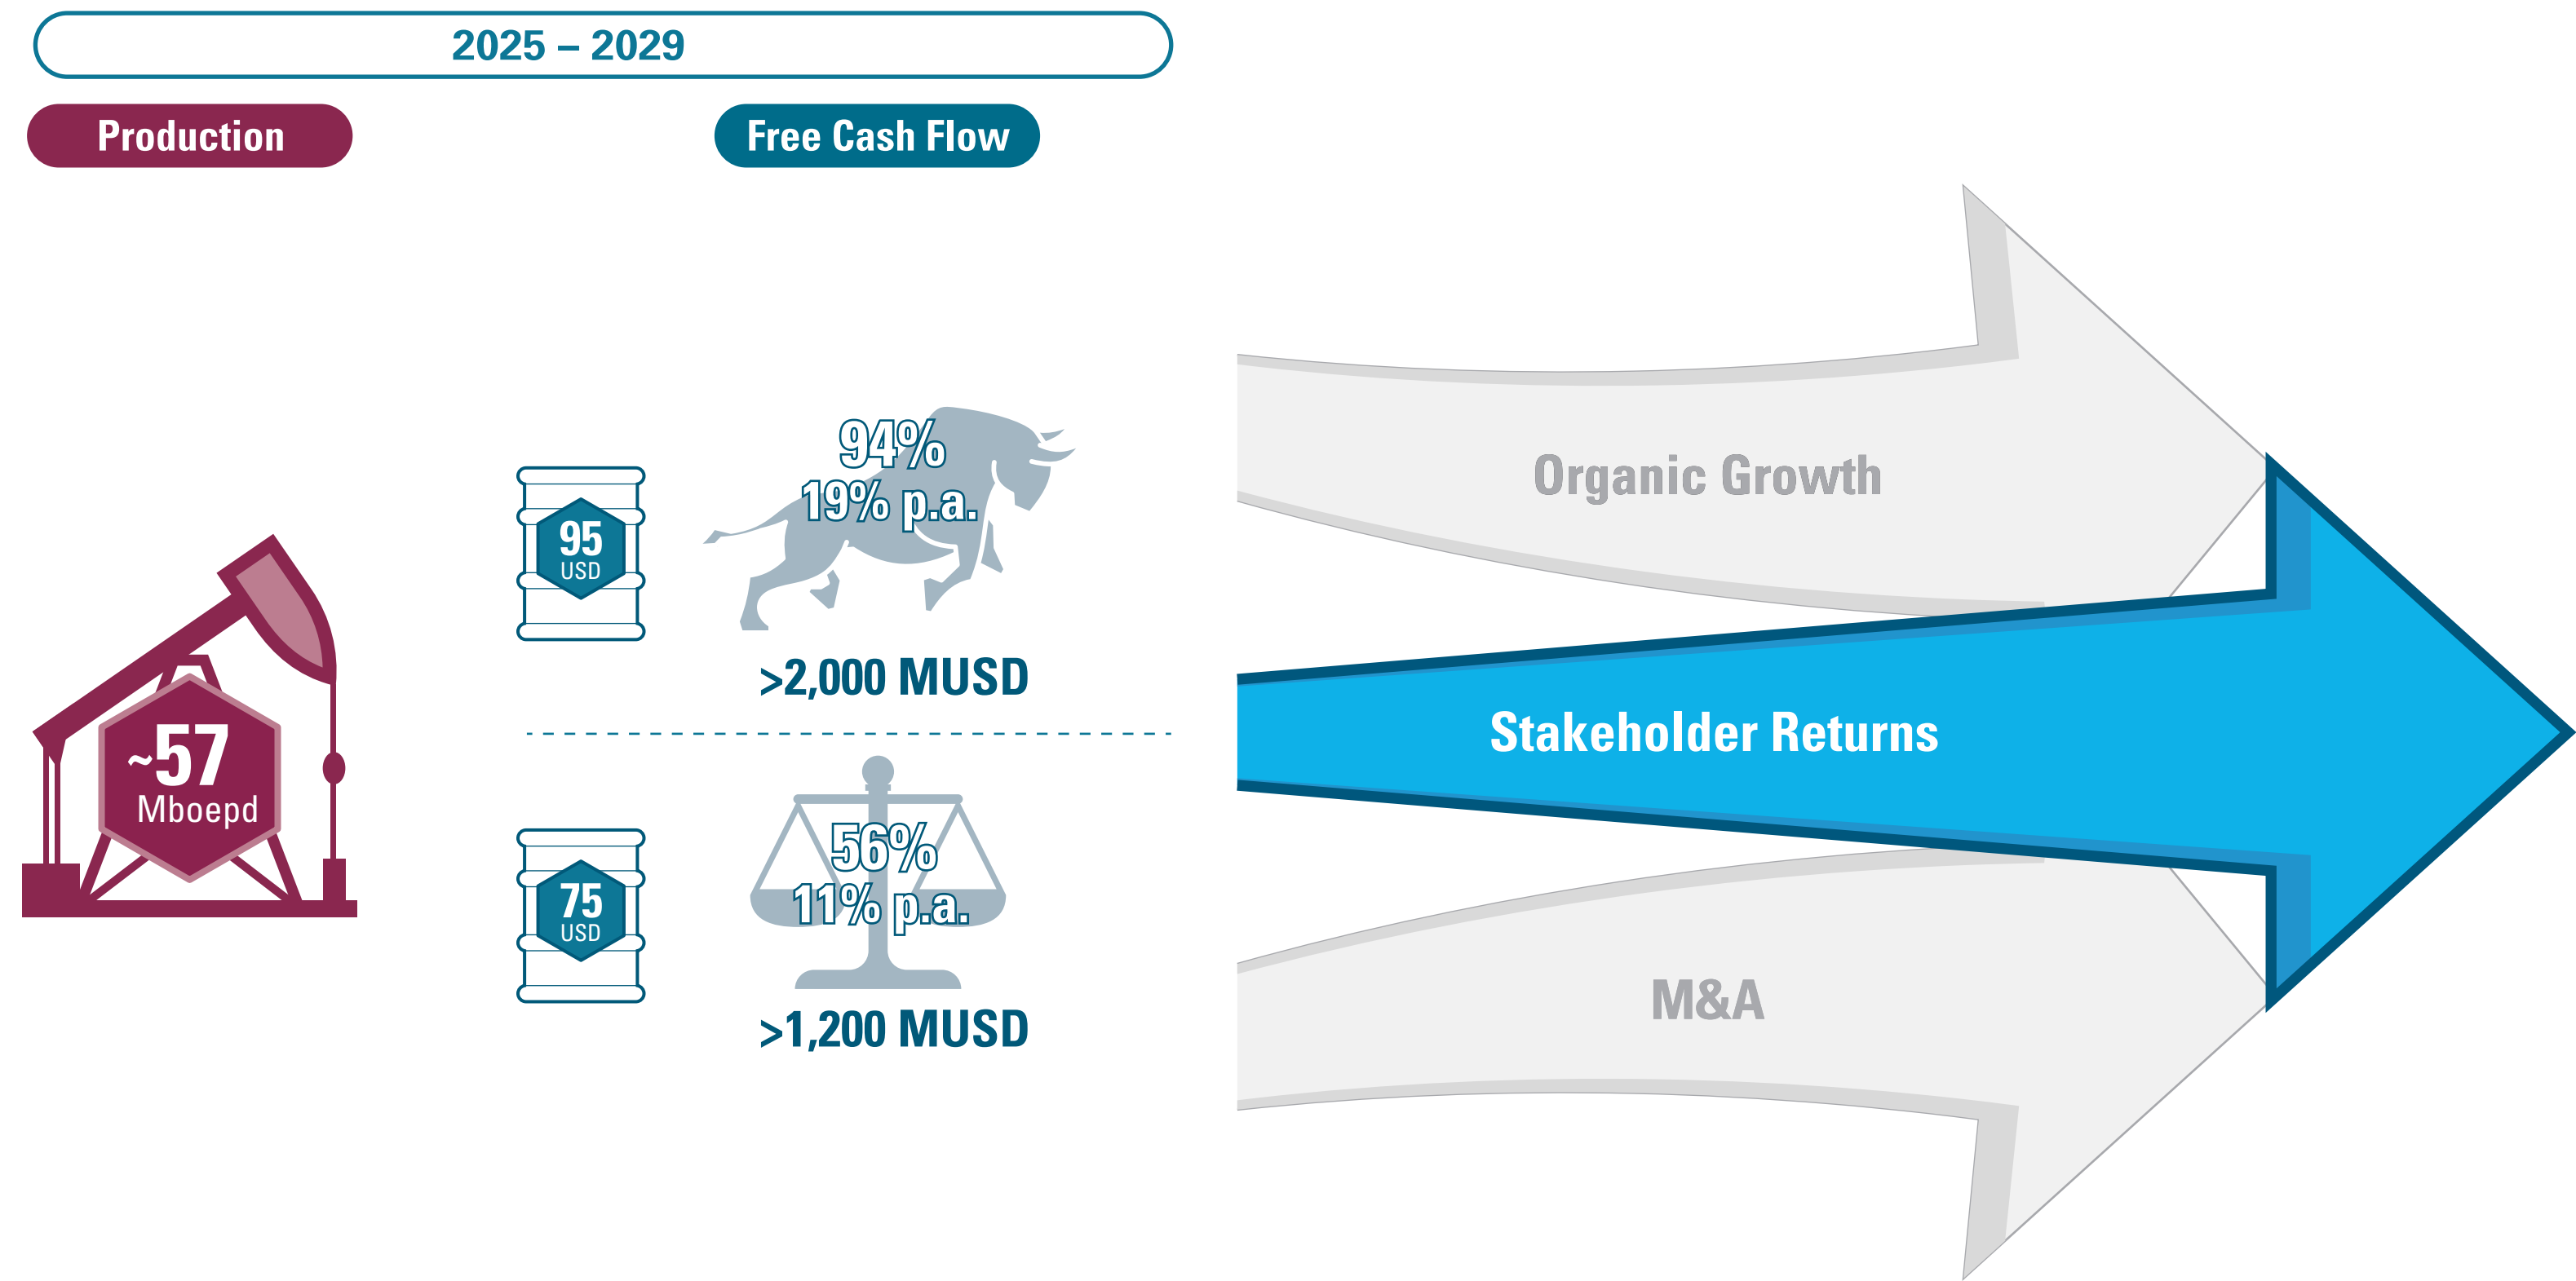 2025 – 2029
Production
Free Cash Flow
~57
Mboepd
95
USD
94%
19% p.a.
>2,000 MUSD
75
USD
56%
11% p.a.
>1,200 MUSD
Organic Growth
Stakeholder Returns
M&A